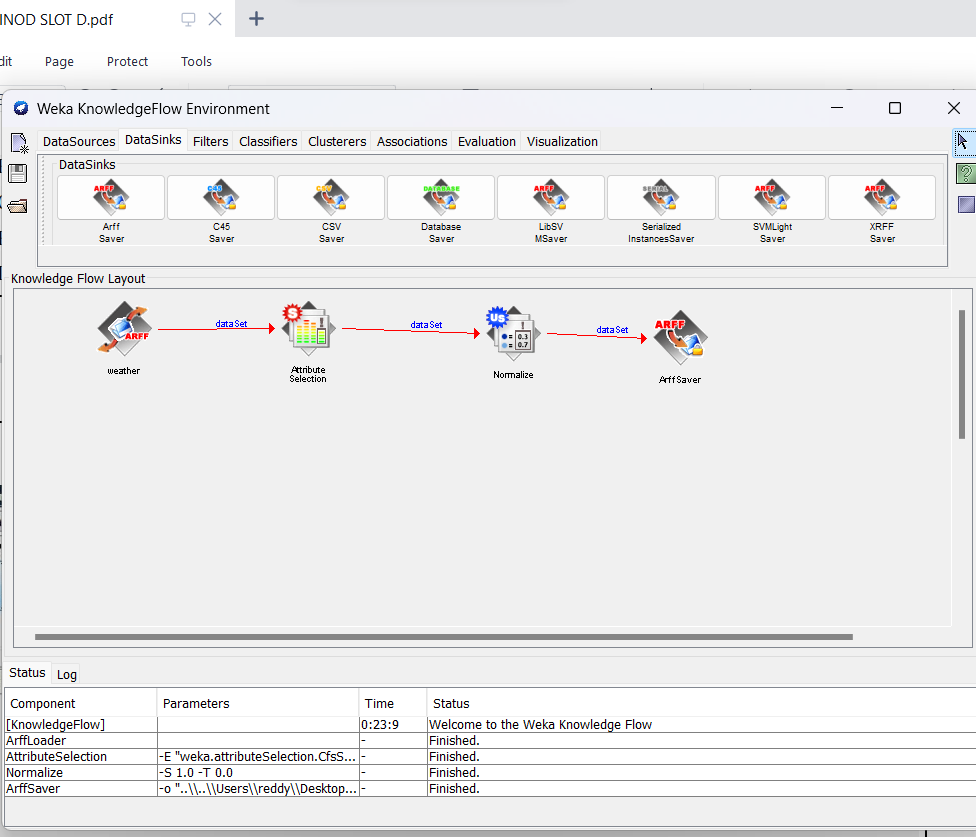 INOD SLOT D.pdf
dit Page Protect Tools
Weka KnowledgeFlow Environment
DataSources DataSinks Filters Classifiers Clusterers Associations Evaluation Visualization
DataSinks
ARFF C45 CSV DATABASE ARFF SERIAL ARFF ARFF
Arff C45 CSV Database LibSV Serialized SVMLight XRFF
Saver Saver Saver Saver MSaver InstancesSaver Saver Saver
Knowledge Flow Layout
ARFF dataSet S dataSet US dataSet ARFF
0.3
0.7
weather Attribute Normalize ArffSaver
Selection
Status Log
Component Parameters Time Status
[KnowledgeFlow] 0:23:9 Welcome to the Weka Knowledge Flow
ArffLoader - Finished.
AttributeSelection -E "weka.attributeSelection.CfsS... - Finished.
Normalize -S 1.0 -T 0.0 - Finished.
ArffSaver -o "..\\..\\Users\\reddy\\Desktop... - Finished.